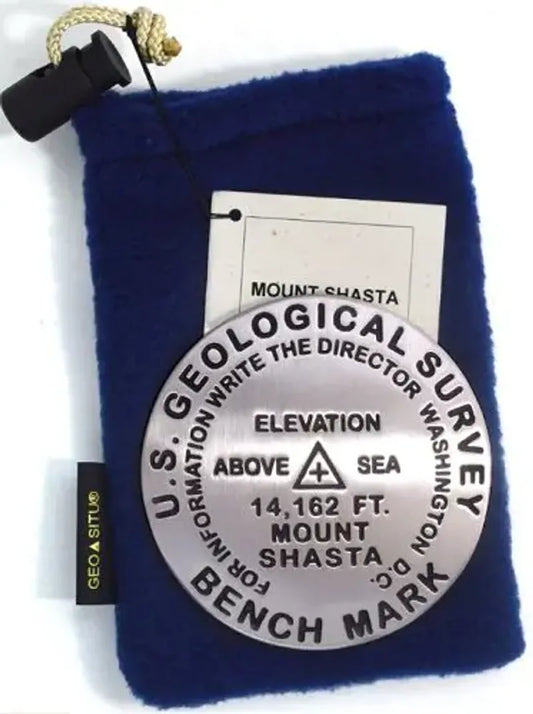 MOUNT SHASTA
U.S. GEOLOGICAL SURVEY
FOR INFORMATION WRITE THE DIRECTOR WASHINGTON D.C.
ELEVATION
ABOVE SEA
14,162 FT.
MOUNT
SHASTA
BENCH MARK
GEO▲SITU®